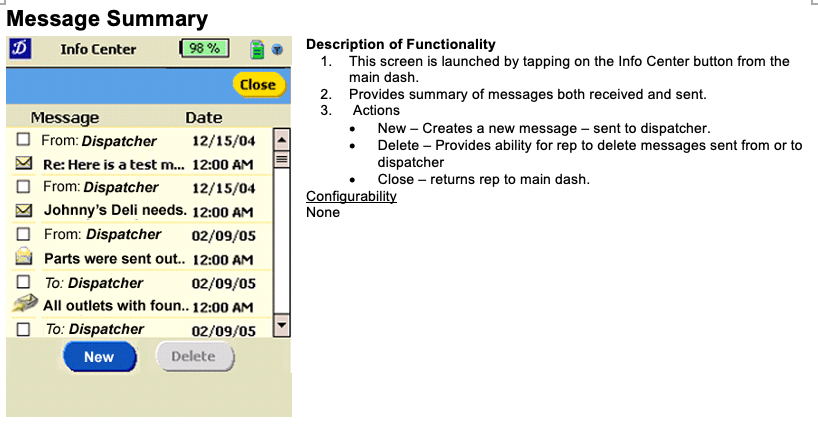 Message Summary
D Info Center 98 %
Close
Message Date
From: Dispatcher 12/15/04
Re: Here is a test m... 12:00 AM
From: Dispatcher 12/15/04
Johnny's Deli needs. 12:00 AM
From: Dispatcher 02/09/05
Parts were sent out.. 12:00 AM
To: Dispatcher 02/09/05
All outlets with foun.. 12:00 AM
To: Dispatcher 02/09/05
New Delete
Description of Functionality
1. This screen is launched by tapping on the Info Center button from the
main dash.
2. Provides summary of messages both received and sent.
3. Actions
• New – Creates a new message – sent to dispatcher.
• Delete – Provides ability for rep to delete messages sent from or to
dispatcher
• Close – returns rep to main dash.
Configurability
None